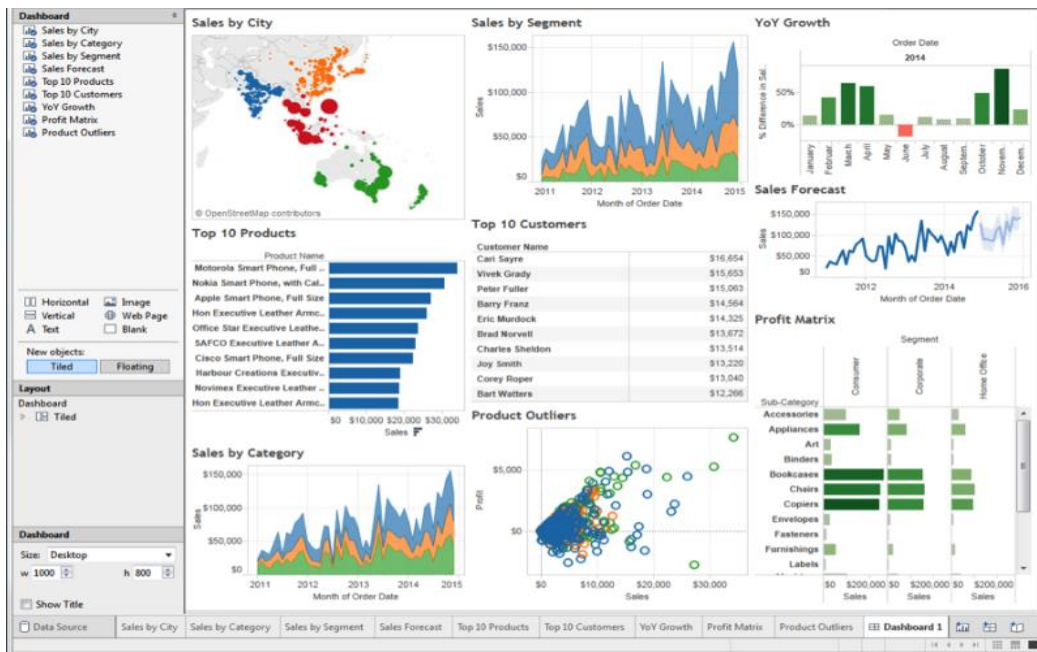 Dashboard
Sales by City
Sales by Category
Sales by Segment
Sales Forecast
Top 10 Products
Top 10 Customers
YoY Growth
Profit Matrix
Product Outliers
Horizontal
Image
Vertical
Web Page
A Text
Blank
New objects:
Tiled
Floating
Layout
Dashboard
Tiled
Dashboard
Size: Desktop
w 1000
h 800
Show Title
Sales by City
© OpenStreetMap contributors
Sales by Segment
$150,000
$100,000
$50,000
$0
Sales
2011 2012 2013 2014 2015
Month of Order Date
YoY Growth
Order Date
2014
% Difference in Sal..
50%
0%
January
Februar
March
April
May
June
July
August
Septem.
October
Novem.
Decem.
Sales Forecast
$150,000
$100,000
$50,000
$0
Sales
2012 2014 2016
Month of Order Date
Top 10 Products
Product Name
Motorola Smart Phone, Full ..
Nokia Smart Phone, with Cal..
Apple Smart Phone, Full Size
Hon Executive Leather Armc..
Office Star Executive Leathe..
SAFCO Executive Leather A..
Cisco Smart Phone, Full Size
Harbour Creations Executiv..
Novimex Executive Leather ..
Hon Executive Leather Armc..
$0 $10,000 $20,000 $30,000
Sales
Top 10 Customers
Customer Name
Cari Sayre $16,654
Vivek Grady $15,653
Peter Fuller $15,063
Barry Franz $14,564
Eric Murdock $14,325
Brad Norvell $13,672
Charles Sheldon $13,514
Joy Smith $13,220
Corey Roper $13,040
Bart Watters $12,266
Profit Matrix
Segment
Consumer
Corporate
Home Office
Sub-Category
Accessories
Appliances
Art
Binders
Bookcases
Chairs
Copiers
Envelopes
Fasteners
Furnishings
Labels
$0 $200,000 $0 $200,000 $0 $200,000
Sales Sales Sales
Sales by Category
$150,000
$100,000
$50,000
$0
Sales
2011 2012 2013 2014 2015
Month of Order Date
Product Outliers
$5,000
$0
Profit
$0 $10,000 $20,000 $30,000
Sales
Data Source
Sales by City
Sales by Category
Sales by Segment
Sales Forecast
Top 10 Products
Top 10 Customers
YoY Growth
Profit Matrix
Product Outliers
Dashboard 1